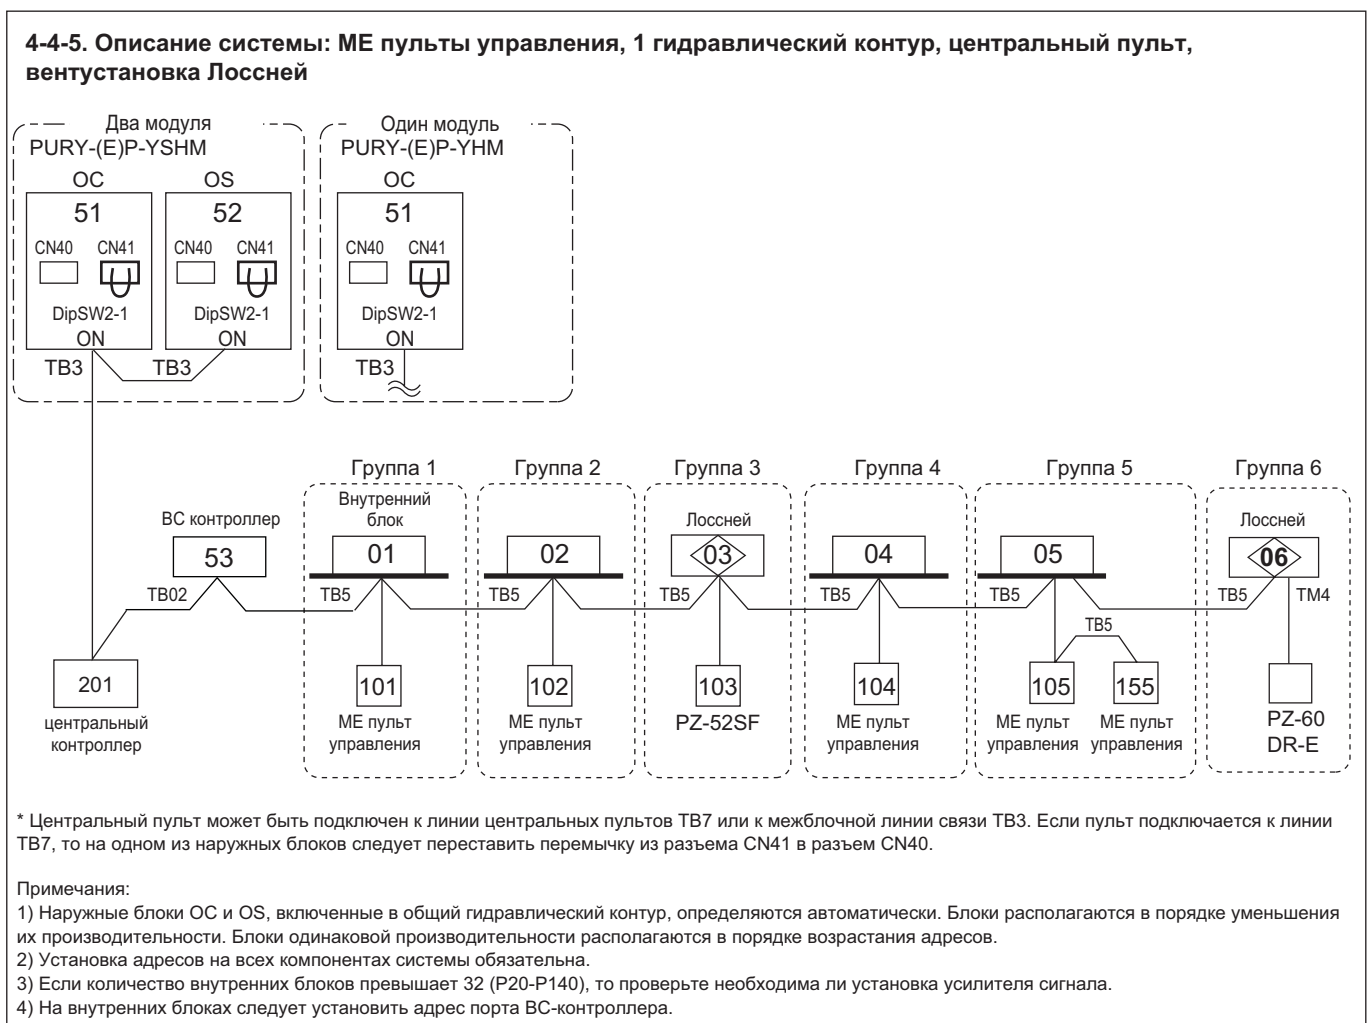 4-4-5. Описание системы: МЕ пульты управления, 1 гидравлический контур, центральный пульт,
вентустановка Лоссней
Два модуля
PURY-(E)P-YSHM
Один модуль
PURY-(E)P-YHM
OC
OS
OC
51
52
51
CN40
CN41
CN40
CN41
CN40
CN41
DipSW2-1
DipSW2-1
DipSW2-1
ON
ON
ON
TB3
TB3
TB3
Группа 1
Группа 2
Группа 3
Группа 4
Группа 5
Группа 6
Внутренний
блок
ВС контроллер
Лоссней
Лоссней
53
01
02
03
04
05
06
TB02
TB5
TB5
TB5
TB5
TB5
TB5
TM4
TB5
201
101
102
103
104
105
155
центральный
контроллер
МЕ пульт
управления
МЕ пульт
управления
PZ-52SF
МЕ пульт
управления
МЕ пульт
управления
МЕ пульт
управления
PZ-60
DR-E
* Центральный пульт может быть подключен к линии центральных пультов TB7 или к межблочной линии связи TB3. Если пульт подключается к линии
TB7, то на одном из наружных блоков следует переставить перемычку из разъема CN41 в разъем CN40.
Примечания:
1) Наружные блоки OC и OS, включенные в общий гидравлический контур, определяются автоматически. Блоки располагаются в порядке уменьшения
их производительности. Блоки одинаковой производительности располагаются в порядке возрастания адресов.
2) Установка адресов на всех компонентах системы обязательна.
3) Если количество внутренних блоков превышает 32 (P20-P140), то проверьте необходима ли установка усилителя сигнала.
4) На внутренних блоках следует установить адрес порта ВС-контроллера.